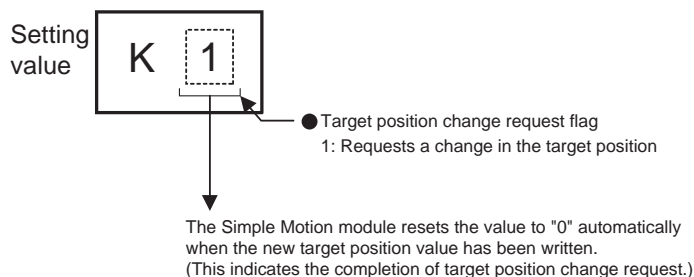 Setting
value
K 1
● Target position change request flag
1: Requests a change in the target position
The Simple Motion module resets the value to "0" automatically
when the new target position value has been written.
(This indicates the completion of target position change request.)